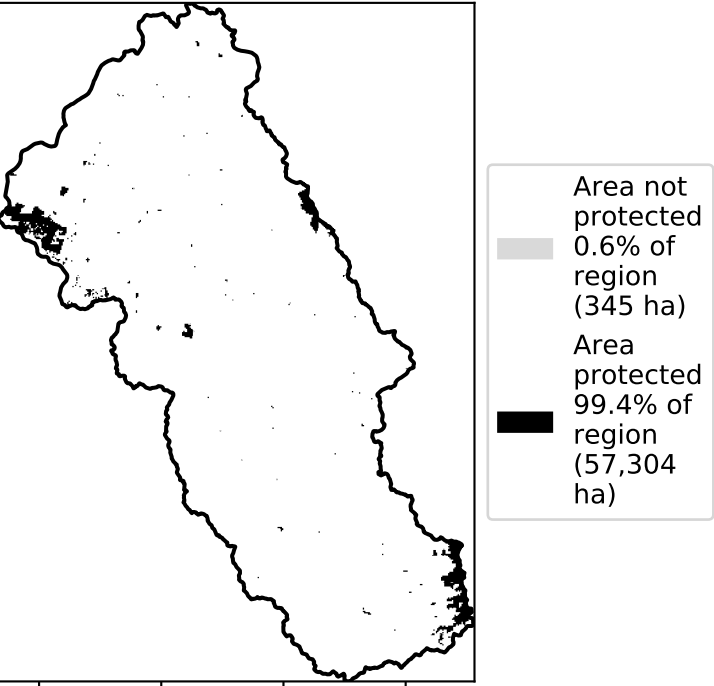 Area not
protected
0.6% of
region
(345 ha)
Area
protected
99.4% of
region
(57,304
ha)